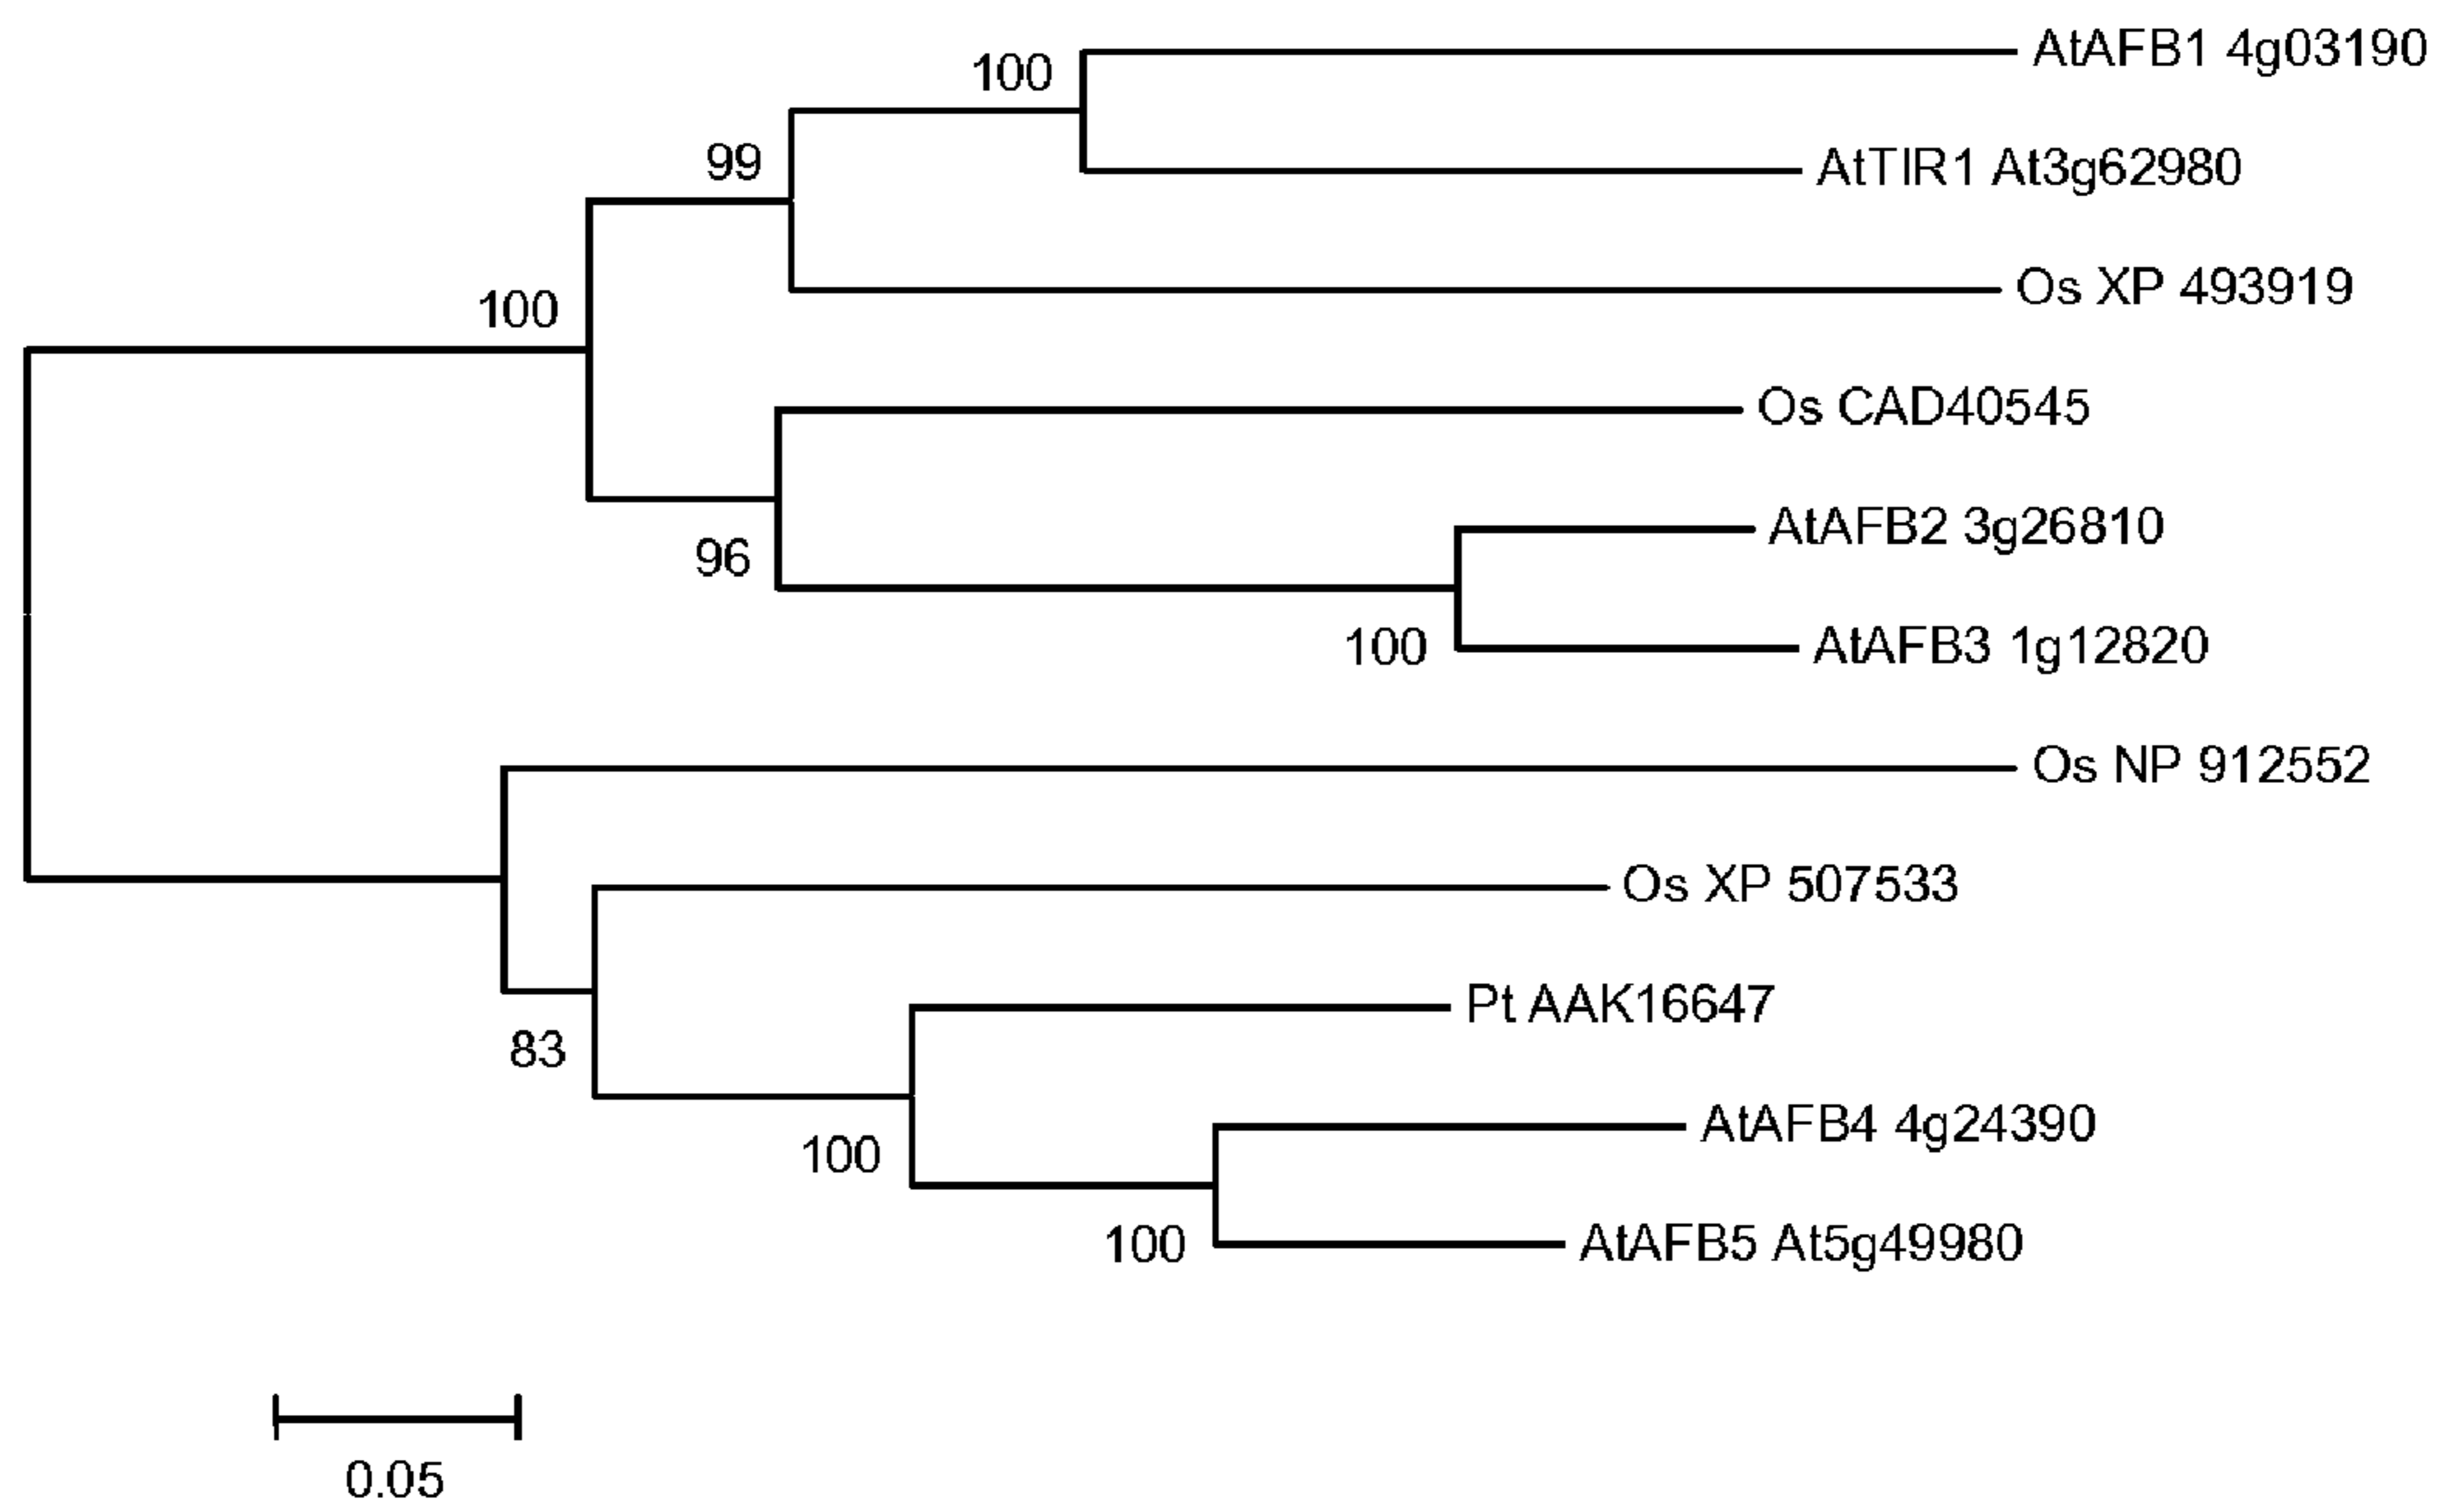 AtAFB1 4g03190
100
AtTIR1 At3g62980
99
Os XP 493919
100
Os CAD40545
AtAFB2 3g26810
96
AtAFB3 1g12820
100
Os NP 912552
Os XP 507533
Pt AAK16647
83
AtAFB4 4g24390
100
AtAFB5 At5g49980
100
0.05